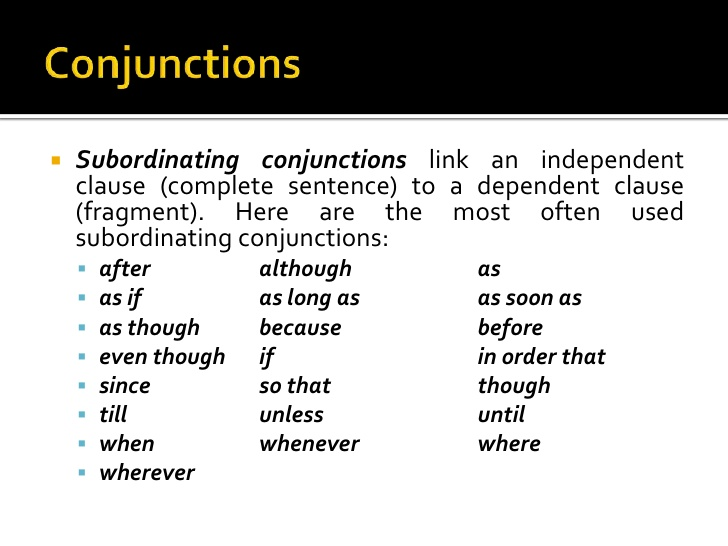 Conjunctions
Subordinating conjunctions link an independent
clause (complete sentence) to a dependent clause
(fragment). Here are the most often used
subordinating conjunctions:
after although as
as if as long as as soon as
as though because before
even though if in order that
since so that though
till unless until
when whenever where
wherever